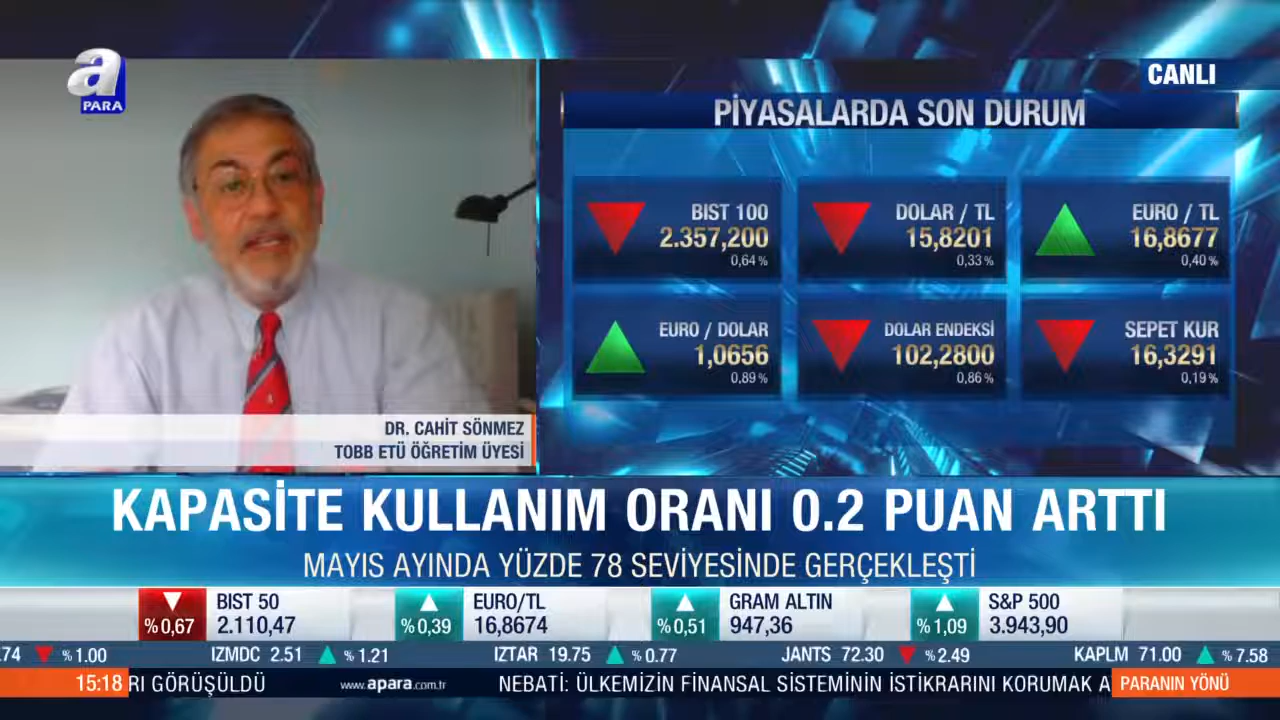 a
PARA
CANLI
PİYASALARDA SON DURUM
BIST 100
2.357,200
0,64 %
DOLAR / TL
15,8201
0,33 %
EURO / TL
16,8677
0,40 %
EURO / DOLAR
1,0656
0,89 %
DOLAR ENDEKSİ
102,2800
0,86 %
SEPET KUR
16,3291
0,19 %
DR. CAHİT SÖNMEZ
TOBB ETÜ ÖĞRETİM ÜYESİ
KAPASİTE KULLANIM ORANI 0.2 PUAN ARTTI
MAYIS AYINDA YÜZDE 78 SEVİYESİNDE GERÇEKLEŞTİ
% 0,67
BIST 50
2.110,47
% 0,39
EURO/TL
16,8674
% 0,51
GRAM ALTIN
947,36
% 1,09
S&P 500
3.943,90
.74 % 1.00 IZMDC 2.51 % 1.21 IZTAR 19.75 % 0.77 JANTS 72.30 % 2.49 KAPLM 71.00 % 7.58
15:18 RI GÖRÜŞÜLDÜ www.apara.com.tr NEBATİ: ÜLKEMİZİN FİNANSAL SİSTEMİNİN İSTİKRARINI KORUMAK A PARANIN YÖNÜ